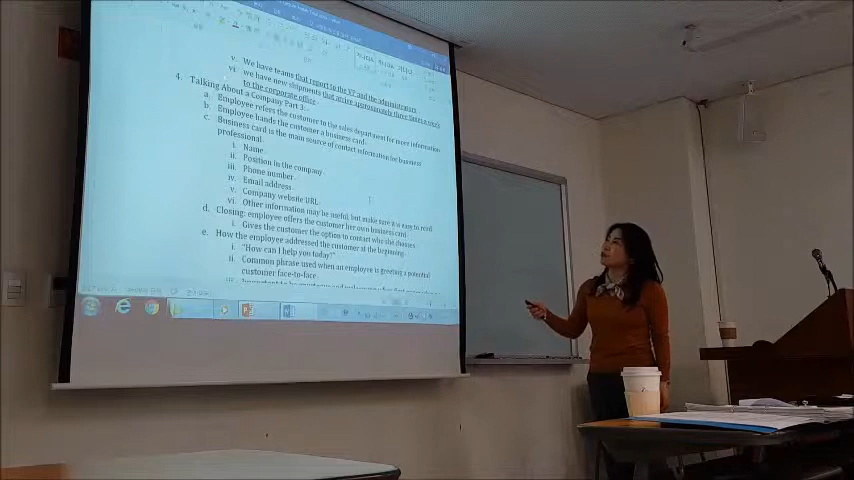 v. We have teams that report to the VP and the administrators
vi. we have new shipments that arrive approximately three times a week
to the corporate office
4. Talking About a Company Part 3:
a. Employee refers the customer to the sales department for more information
b. Employee hands the customer a business card.
c. Business card is the main source of contact information for business
professional.
i. Name
ii. Position in the company
iii. Phone number.
iv. Email address.
v. Company website URL.
vi. Other information may be useful, but make sure it is easy to read
d. Closing: employee offers the customer her own business card.
i. Gives the customer the option to contact who she chooses.
e. How the employee addressed the customer at the beginning.
i. "How can I help you today?"
ii. Common phrase used when an employee is greeting a potential
customer face-to-face.